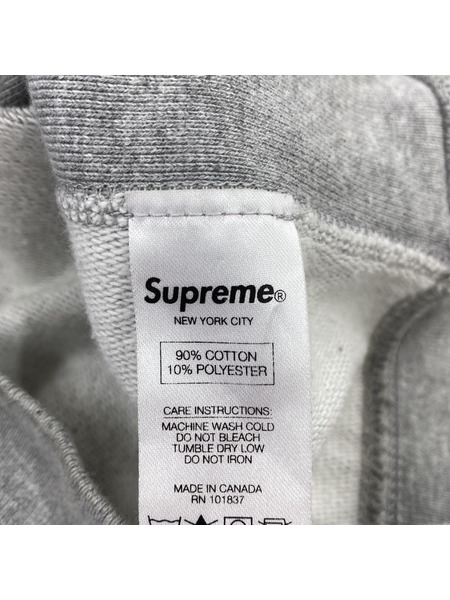 Supreme®
NEW YORK CITY
90% COTTON
10% POLYESTER
CARE INSTRUCTIONS:
MACHINE WASH COLD
DO NOT BLEACH
TUMBLE DRY LOW
DO NOT IRON
MADE IN CANADA
RN 101837